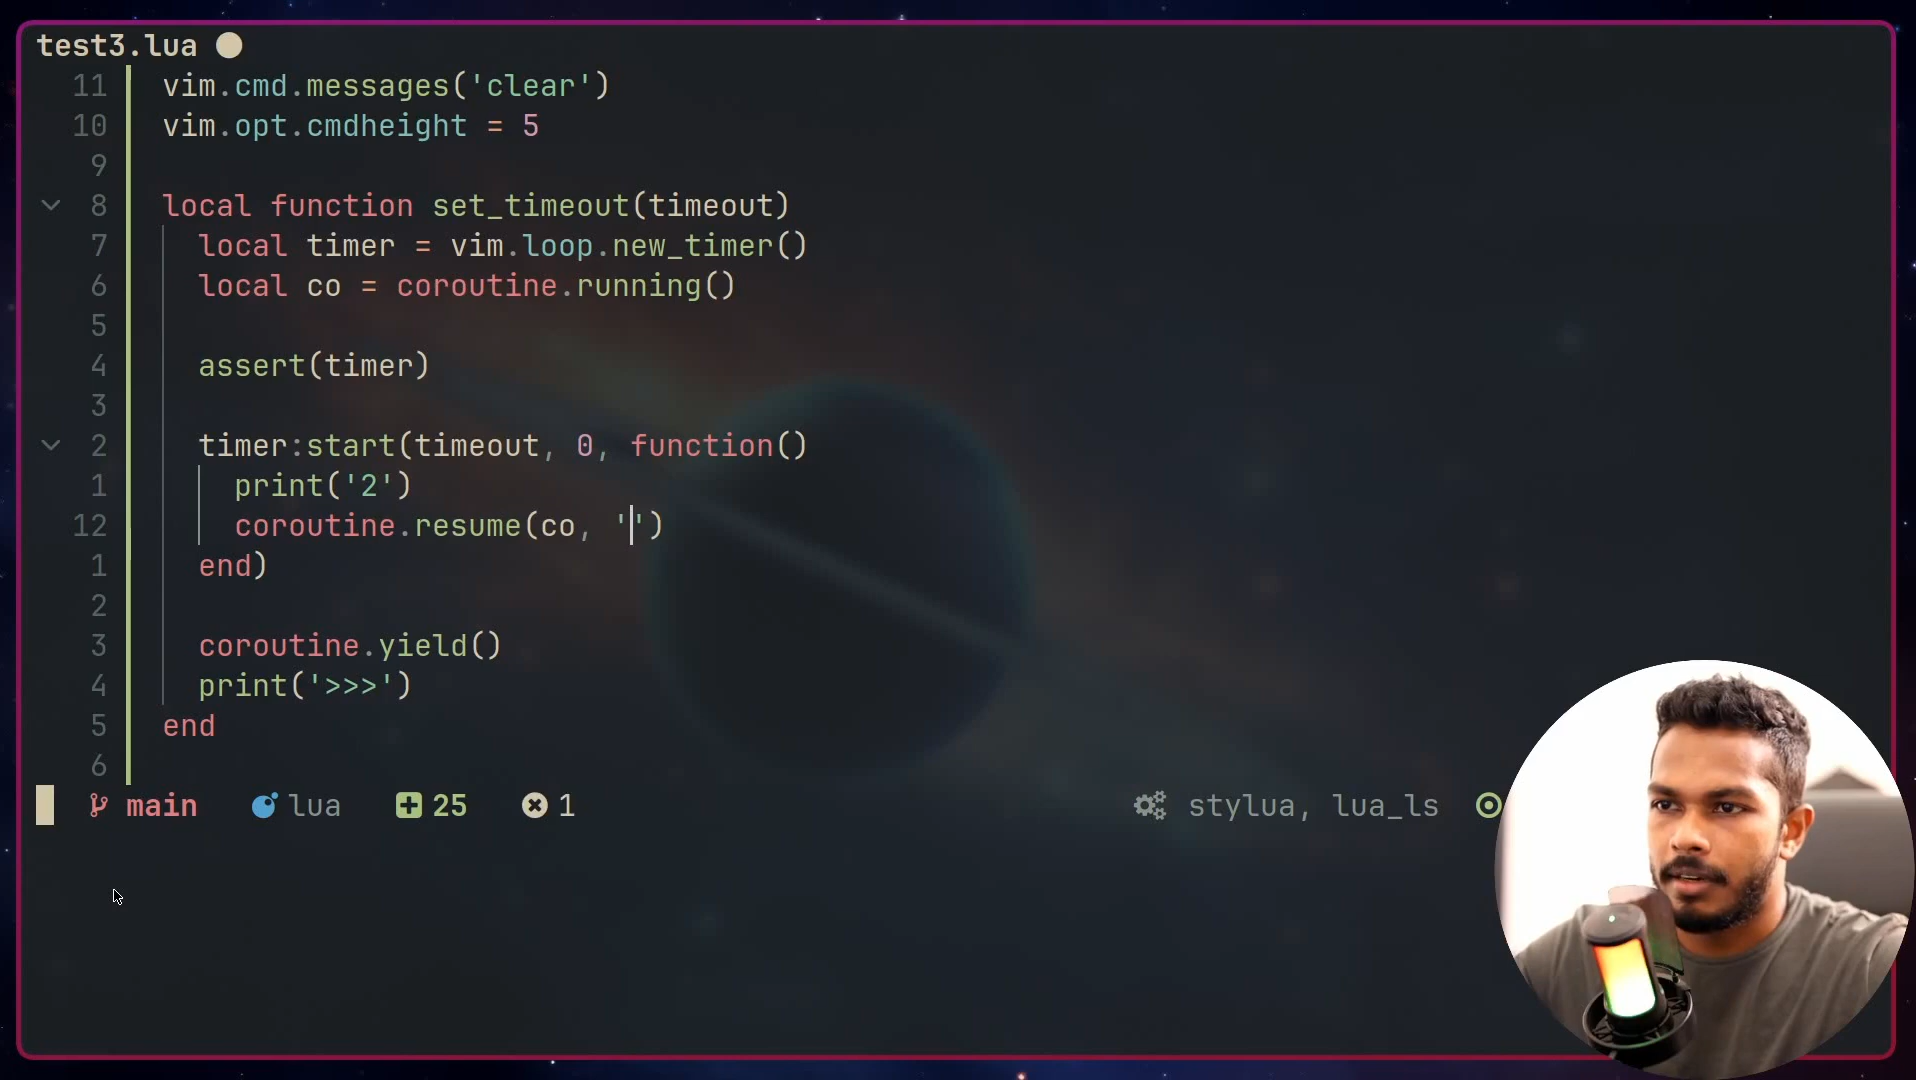 test3.lua
11 vim.cmd.messages('clear')
10 vim.opt.cmdheight = 5
9
8 local function set_timeout(timeout)
7 local timer = vim.loop.new_timer()
6 local co = coroutine.running()
5
4 assert(timer)
3
2 timer:start(timeout, 0, function()
1 print('2')
12 coroutine.resume(co, '')
1 end)
2
3 coroutine.yield()
4 print('>>>')
5 end
6
main lua 25 1 stylua, lua_ls